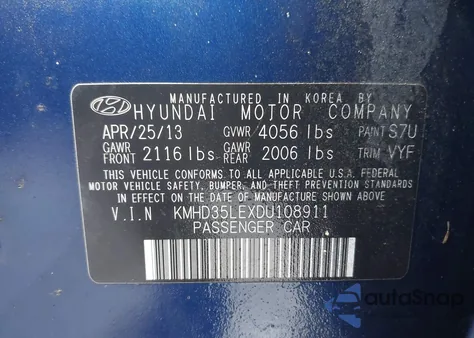 MANUFACTURED IN KOREA BY
HYUNDAI MOTOR COMPANY
APR/25/13 GVWR 4056 lbs PAINT S7U
GAWR FRONT 2116 lbs GAWR REAR 2006 lbs TRIM VYF
THIS VEHICLE CONFORMS TO ALL APPLICABLE U.S.A FEDERAL
MOTOR VEHICLE SAFETY, BUMPER, AND THEFT PREVENTION STANDARDS
IN EFFECT ON THE DATE OF MANUFACTURE SHOWN ABOVE.
V.I.N KMHD35LEXDU108911
PASSENGER CAR
autoSnap